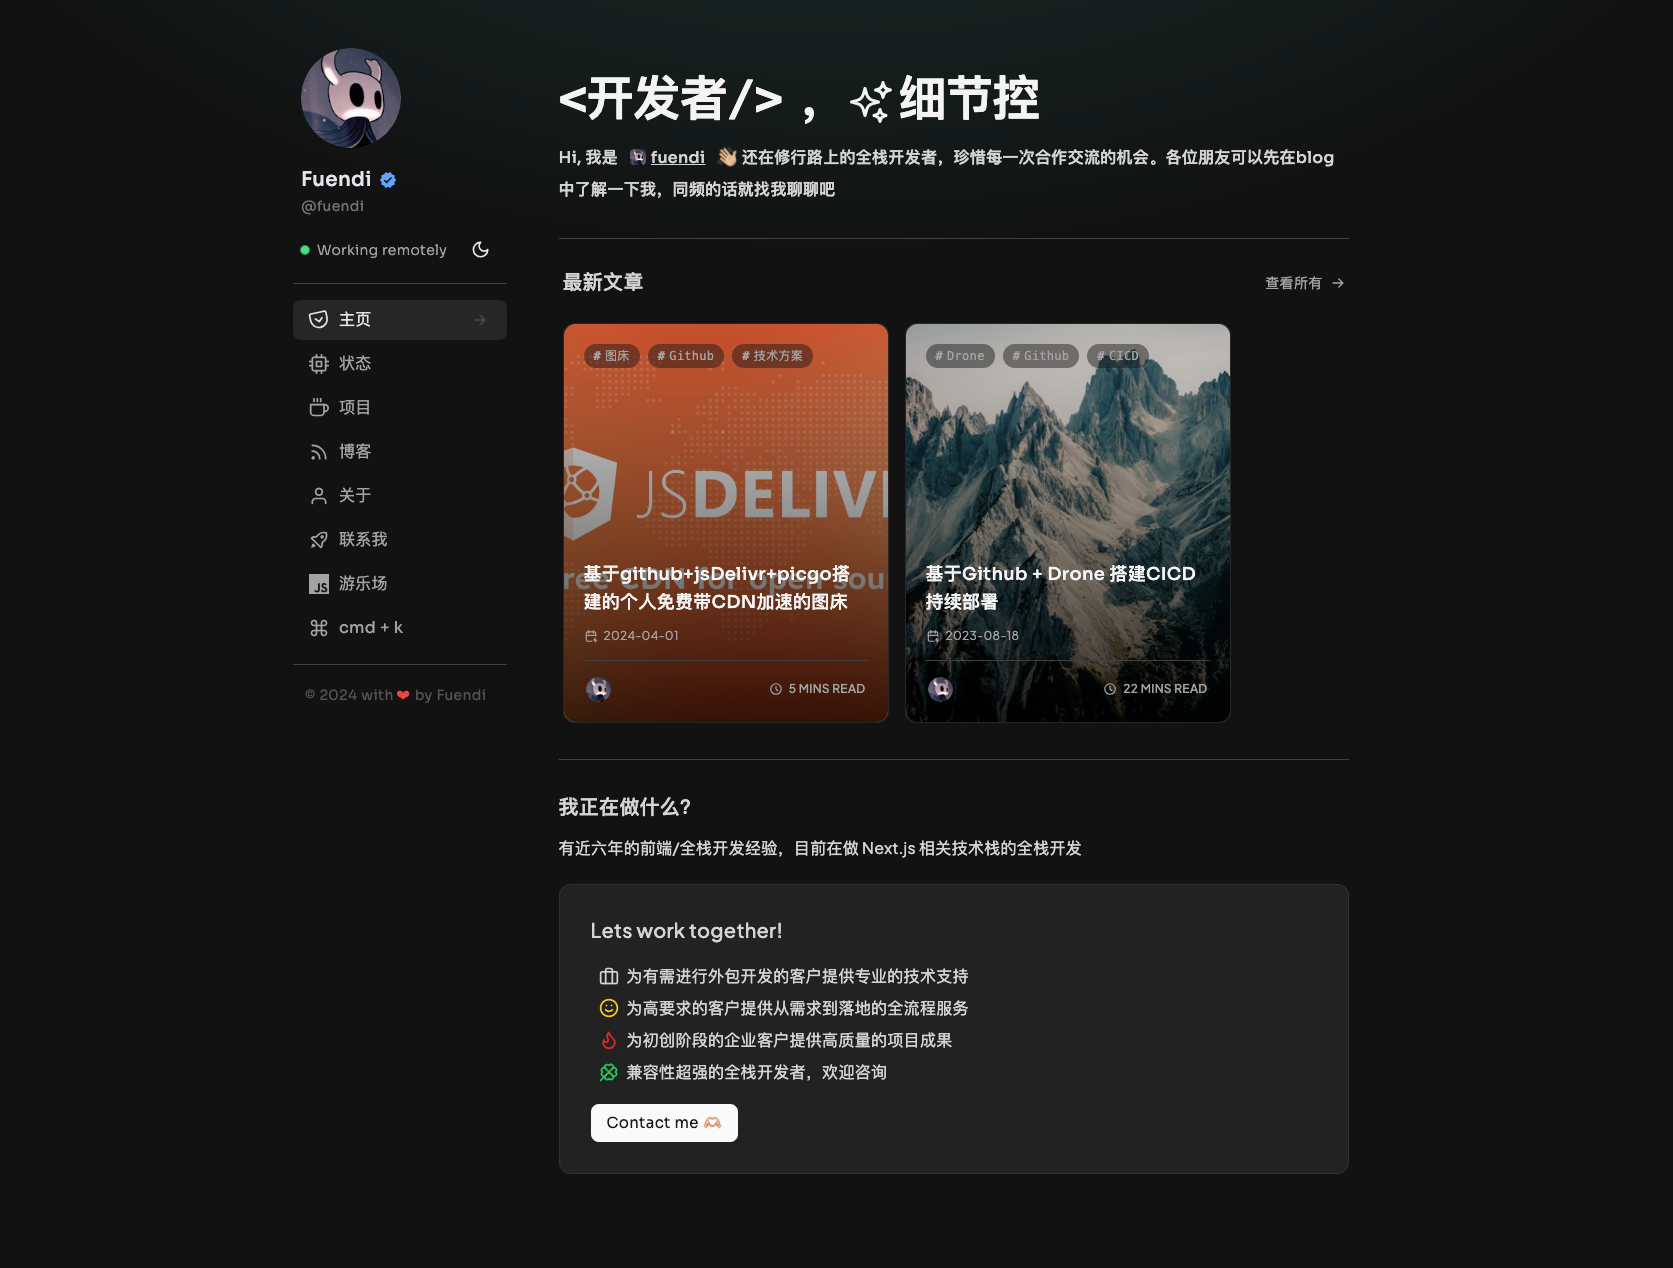 Fuendi
@fuendi
Working remotely
主页
状态
项目
博客
关于
联系我
JS 游乐场
cmd + k
© 2024 with ❤ by Fuendi
<开发者/> ，✨细节控
Hi, 我是 fuendi 👋🏼 还在修行路上的全栈开发者，珍惜每一次合作交流的机会。各位朋友可以先在blog
中了解一下我，同频的话就找我聊聊吧
最新文章
查看所有 →
# 图床 # Github # 技术方案
JSDELIV
ree CDN for open sou
基于github+jsDelivr+picgo搭
建的个人免费带CDN加速的图床
2024-04-01
5 MINS READ
# Drone # Github # CICD
基于Github + Drone 搭建CICD
持续部署
2023-08-18
22 MINS READ
我正在做什么?
有近六年的前端/全栈开发经验，目前在做 Next.js 相关技术栈的全栈开发
Lets work together!
为有需进行外包开发的客户提供专业的技术支持
为高要求的客户提供从需求到落地的全流程服务
为初创阶段的企业客户提供高质量的项目成果
兼容性超强的全栈开发者，欢迎咨询
Contact me 🫶🏼